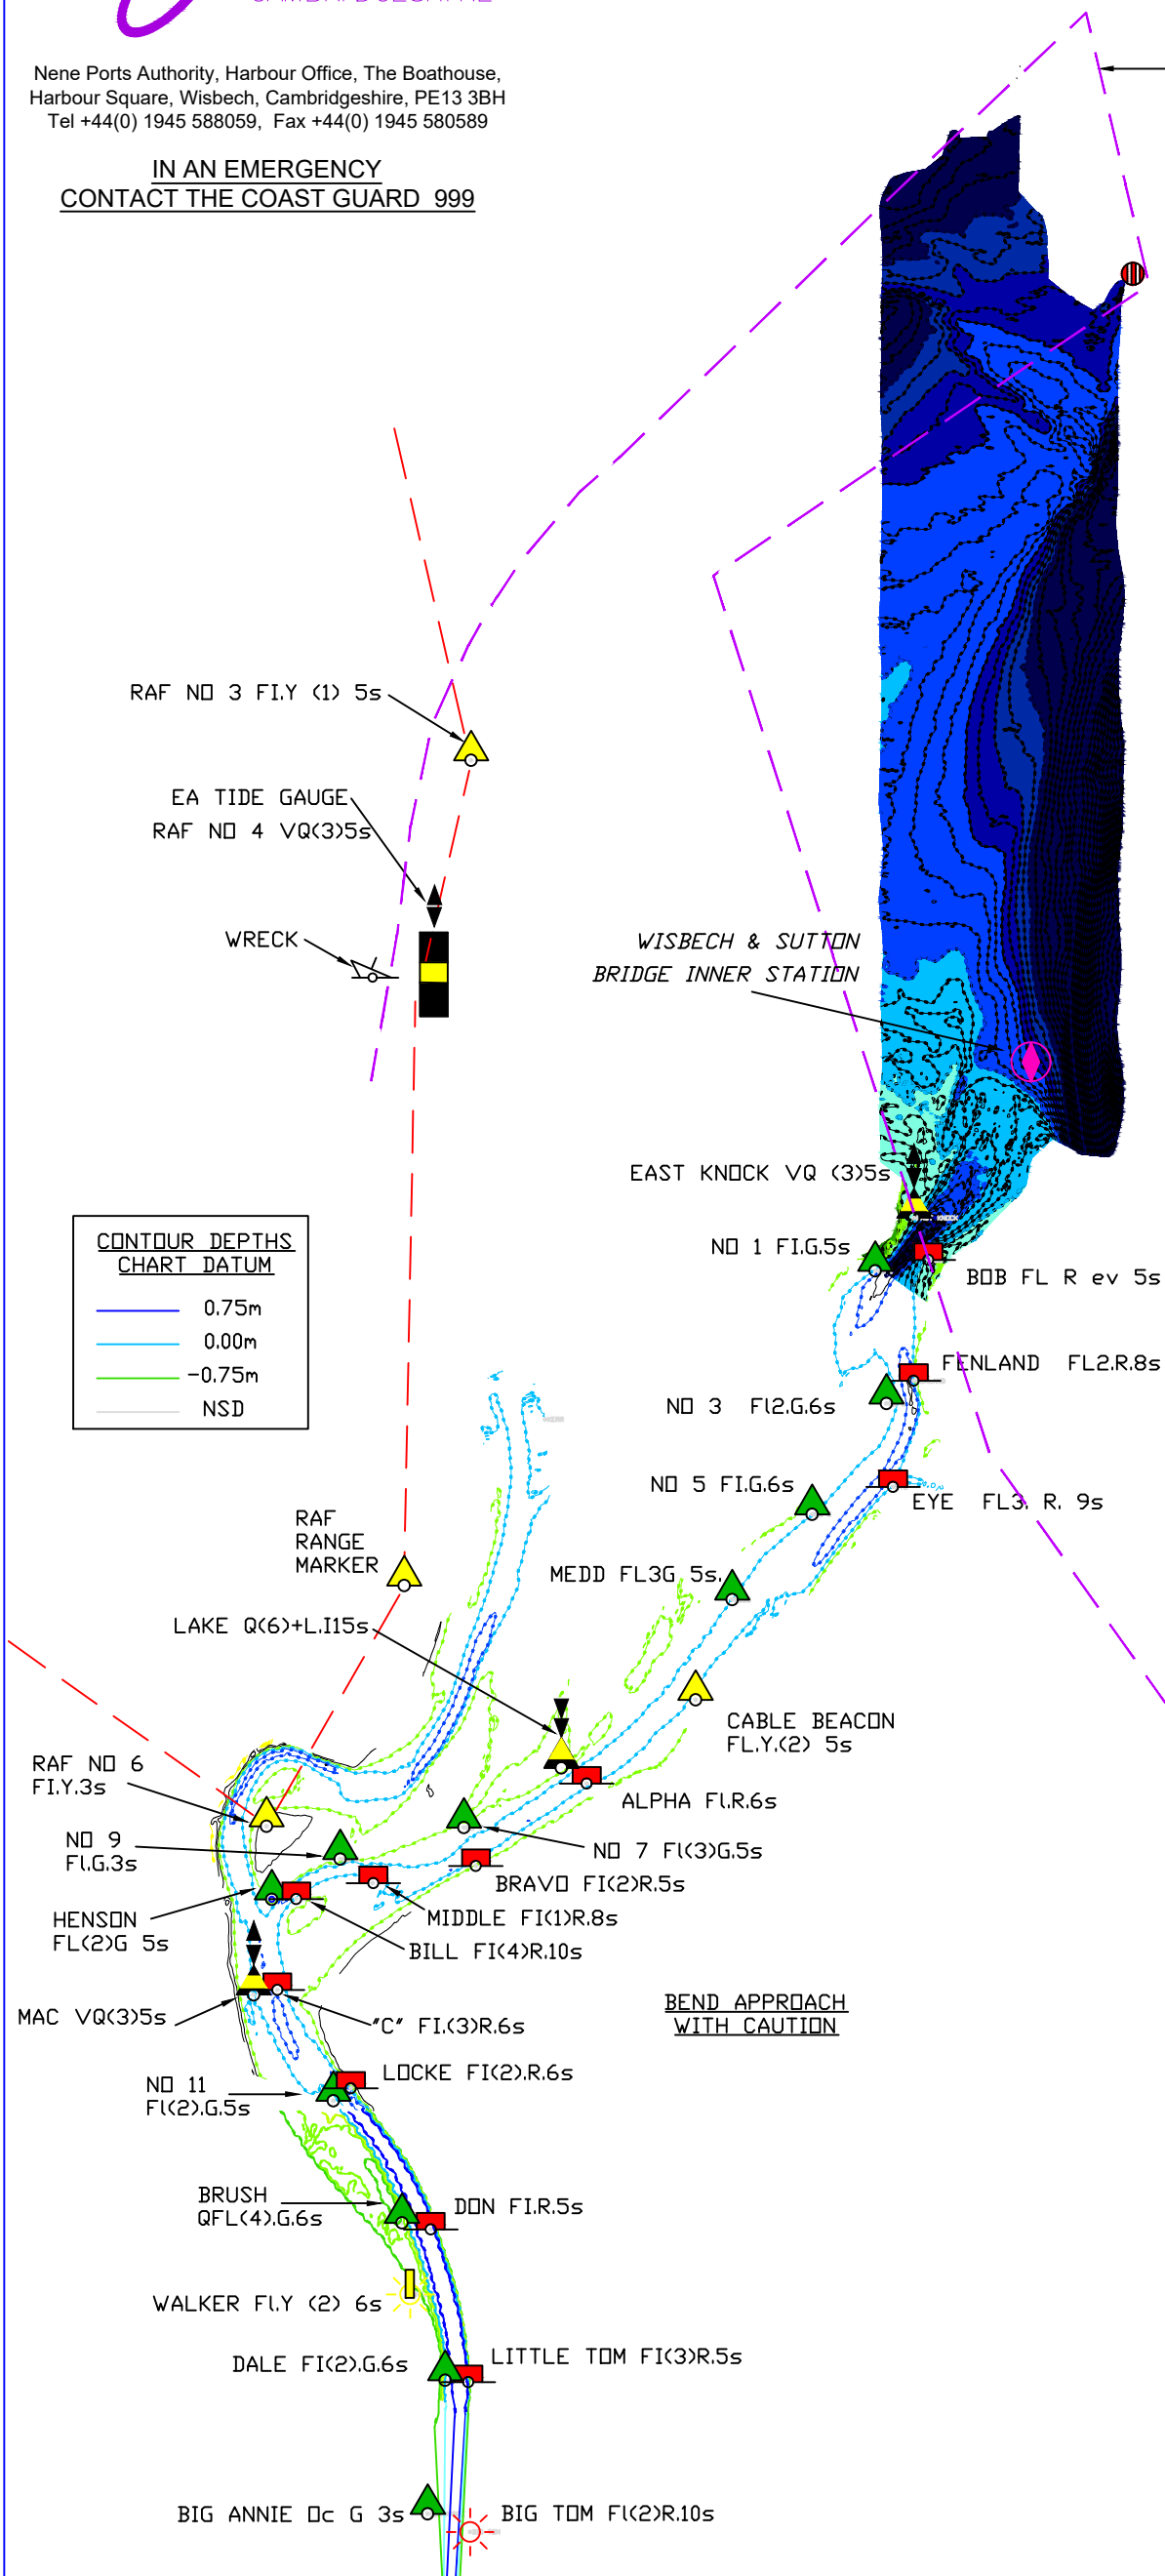 Nene Ports Authority, Harbour Office, The Boathouse,
Harbour Square, Wisbech, Cambridgeshire, PE13 3BH
Tel +44(0) 1945 588059, Fax +44(0) 1945 580589
IN AN EMERGENCY
CONTACT THE COAST GUARD 999
RAF NO 3 FI.Y (1) 5s
EA TIDE GAUGE
RAF NO 4 VQ(3)5s
WRECK
WISBECH & SUTTON
BRIDGE INNER STATION
EAST KNOCK VQ (3)5s
NO 1 FI.G.5s
BOB FL R ev 5s
CONTOUR DEPTHS
CHART DATUM
0.75m
0.00m
-0.75m
NSD
FENLAND FL2.R.8s
NO 3 Fl2.G.6s
NO 5 FI.G.6s
EYE FL3. R. 9s
RAF
RANGE
MARKER
MEDD FL3G 5s.
LAKE Q(6)+L.I15s
CABLE BEACON
FL.Y.(2) 5s
RAF NO 6
FI.Y.3s
ALPHA Fl.R.6s
NO 9
Fl.G.3s
NO 7 Fl(3)G.5s
BRAVO FI(2)R.5s
HENSON
FL(2)G 5s
MIDDLE FI(1)R.8s
BILL FI(4)R.10s
MAC VQ(3)5s
"C" FI.(3)R.6s
BEND APPROACH
WITH CAUTION
LOCKE FI(2).R.6s
NO 11
Fl(2).G.5s
BRUSH
QFL(4).G.6s
DON FI.R.5s
WALKER Fl.Y (2) 6s
DALE FI(2).G.6s
LITTLE TOM FI(3)R.5s
BIG ANNIE Oc G 3s
BIG TOM Fl(2)R.10s